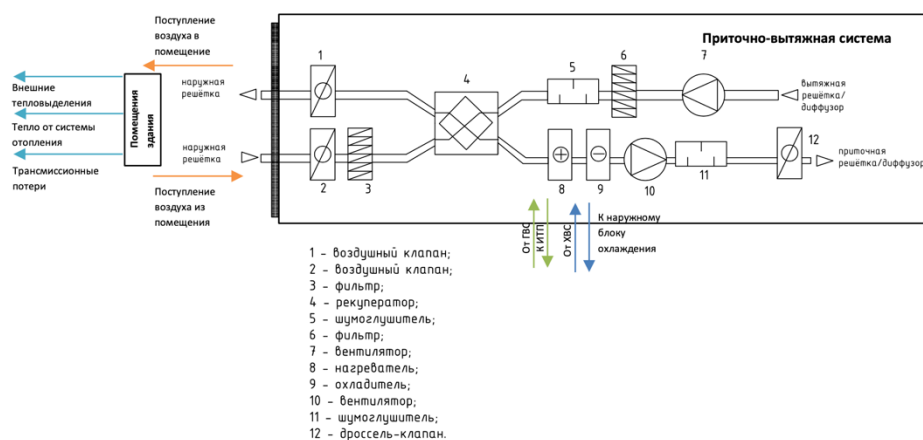 Поступление
воздуха в
помещение
Приточно-вытяжная система
1
наружная
решётка
4
5
6
7
вытяжная
решётка/
диффузор
Внешние
тепловыделения
Тепло от системы
отопления
Трансмиссионные
потери
Помещения
здания
наружная
решётка
2
3
8
9
10
11
12
приточная
решётка/диффузор
Поступление
воздуха из
помещения
От ГВС
К ИТП
От ХВС
К наружному
блоку
охлаждения
1 - воздушный клапан;
2 - воздушный клапан;
3 - фильтр;
4 - рекуператор;
5 - шумоглушитель;
6 - фильтр;
7 - вентилятор;
8 - нагреватель;
9 - охладитель;
10 - вентилятор;
11 - шумоглушитель;
12 - дроссель-клапан.